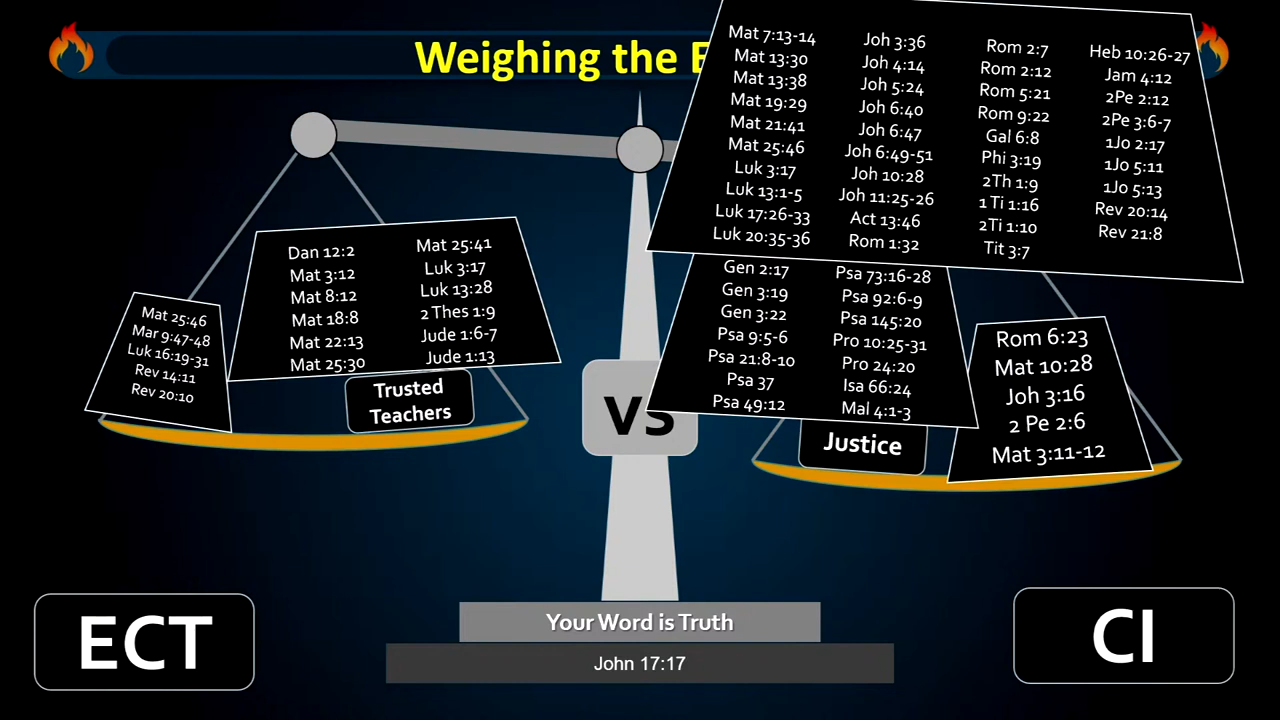 Weighing the E
Mat 7:13-14
Mat 13:30
Mat 13:38
Mat 19:29
Mat 21:41
Mat 25:46
Luk 3:17
Luk 13:1-5
Luk 17:26-33
Luk 20:35-36
Joh 3:36
Joh 4:14
Joh 5:24
Joh 6:40
Joh 6:47
Joh 6:49-51
Joh 10:28
Joh 11:25-26
Act 13:46
Rom 1:32
Rom 2:7
Rom 2:12
Rom 5:21
Rom 9:22
Gal 6:8
Phi 3:19
2Th 1:9
1 Ti 1:16
2Ti 1:10
Tit 3:7
Heb 10:26-27
Jam 4:12
2Pe 2:12
2Pe 3:6-7
1Jo 2:17
1Jo 5:11
1Jo 5:13
Rev 20:14
Rev 21:8
Mat 25:46
Mar 9:47-48
Luk 16:19-31
Rev 14:11
Rev 20:10
Dan 12:2
Mat 3:12
Mat 8:12
Mat 18:8
Mat 22:13
Mat 25:30
Mat 25:41
Luk 3:17
Luk 13:28
2 Thes 1:9
Jude 1:6-7
Jude 1:13
Trusted
Teachers
VS
Gen 2:17
Gen 3:19
Gen 3:22
Psa 9:5-6
Psa 21:8-10
Psa 37
Psa 49:12
Psa 73:16-28
Psa 92:6-9
Psa 145:20
Pro 10:25-31
Pro 24:20
Isa 66:24
Mal 4:1-3
Justice
Rom 6:23
Mat 10:28
Joh 3:16
2 Pe 2:6
Mat 3:11-12
ECT
CI
Your Word is Truth
John 17:17